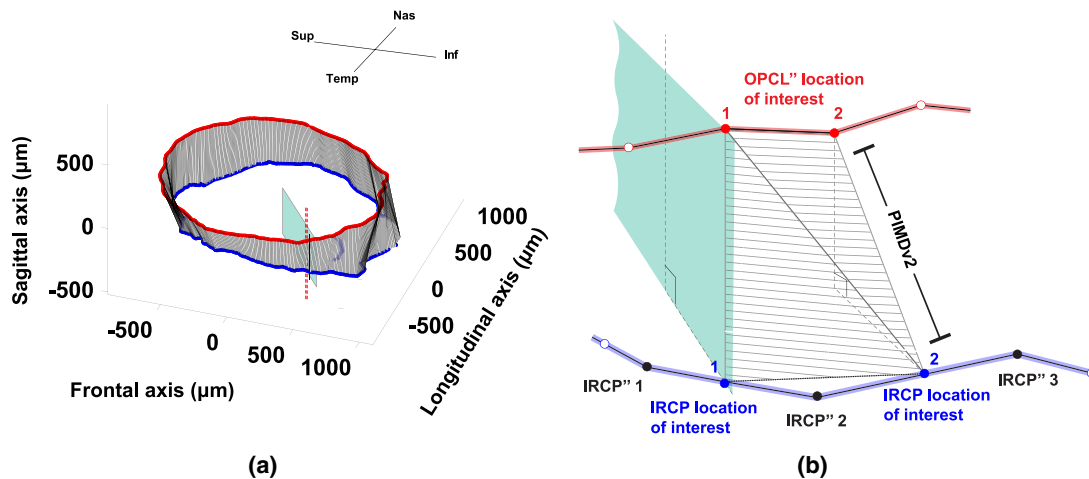 Nas
Sup
Inf
Temp
Sagittal axis (µm)
500
0
-500
-500
0
500
1000
Frontal axis (µm)
1000
500
0
-500
Longitudinal axis (µm)
(a)
OPCL” location
of interest
1
2
PIMDv2
1
2
IRCP” 1
IRCP location
of interest
IRCP” 2
IRCP location
of interest
IRCP” 3
(b)